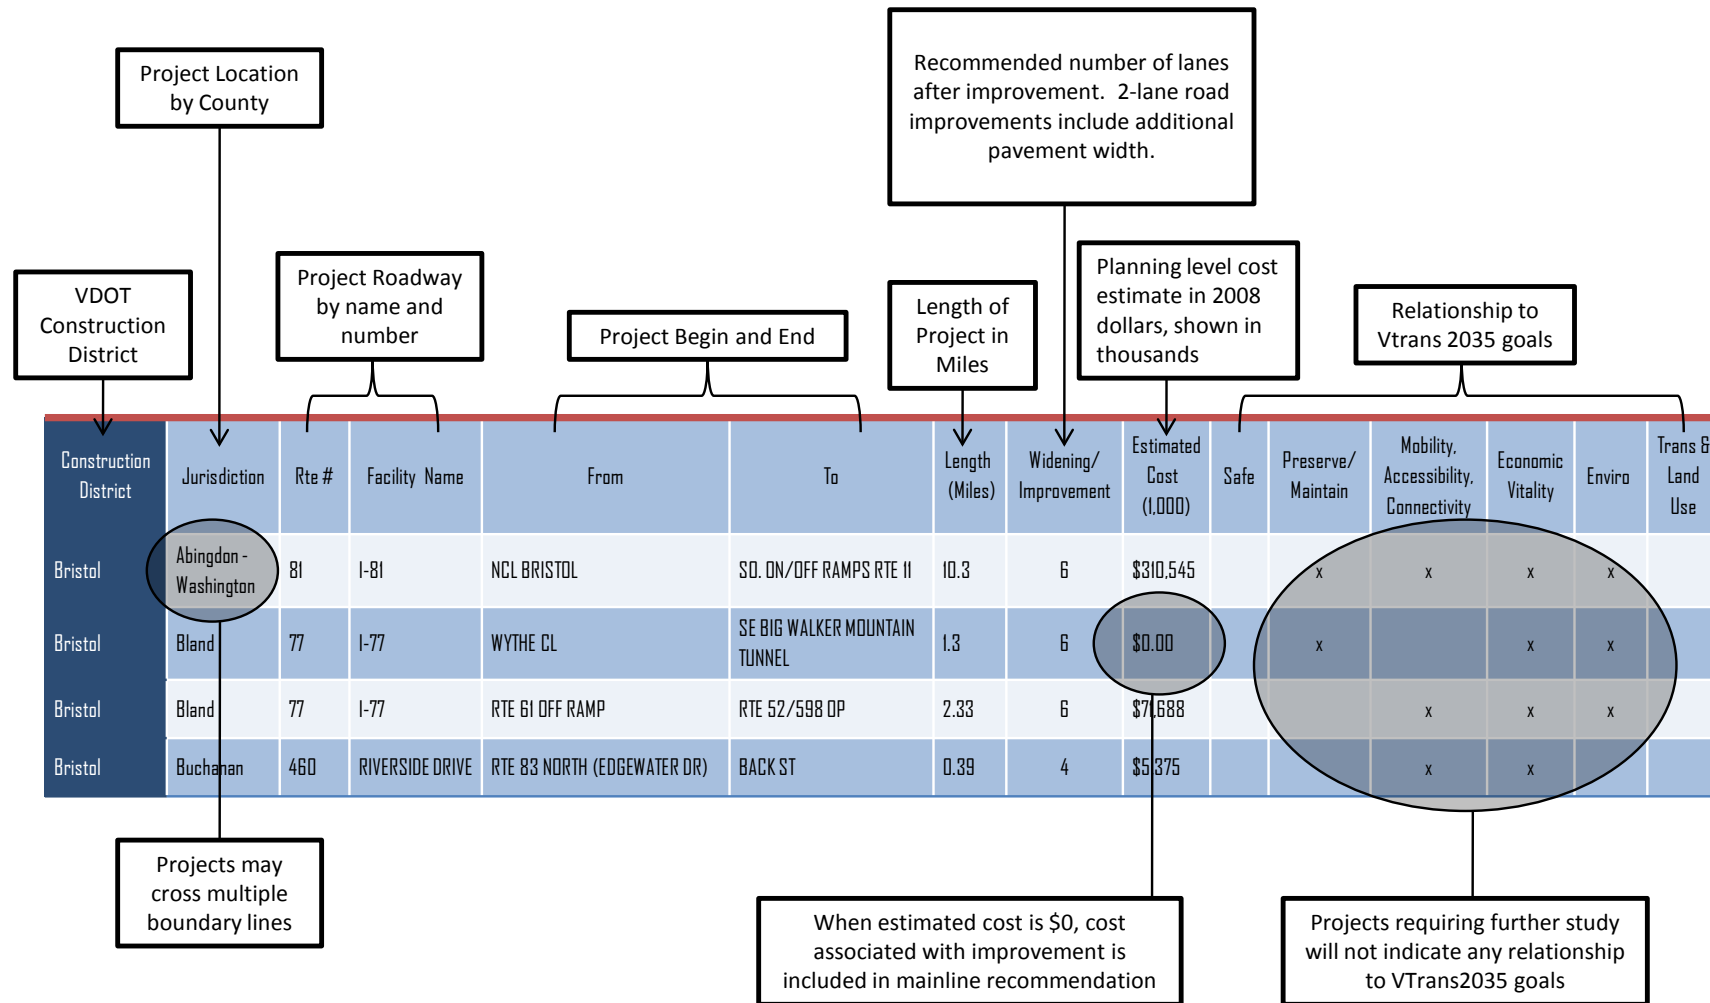 Project Location
by County
Recommended number of lanes
after improvement.  2-lane road
improvements include additional
pavement width.
VDOT
Construction
District
Project Roadway
by name and
number
Project Begin and End
Length of
Project in
Miles
Planning level cost
estimate in 2008
dollars, shown in
thousands
Relationship to
Vtrans 2035 goals
Construction
District
Jurisdiction
Rte #
Facility Name
From
To
Length
(Miles)
Widening/
Improvement
Estimated
Cost
(1,000)
Safe
Preserve/
Maintain
Mobility,
Accessibility,
Connectivity
Economic
Vitality
Enviro
Trans &
Land
Use
Bristol
Abingdon -
Washington
81
I-81
NCL BRISTOL
SO. ON/OFF RAMPS RTE 11
10.3
6
$310,545
x
x
x
x
Bristol
Bland
77
I-77
WYTHE CL
SE BIG WALKER MOUNTAIN
TUNNEL
1.3
6
$0.00
x
x
x
Bristol
Bland
77
I-77
RTE 61 OFF RAMP
RTE 52/598 OP
2.33
6
$71,688
x
x
x
Bristol
Buchanan
460
RIVERSIDE DRIVE
RTE 83 NORTH (EDGEWATER DR)
BACK ST
0.39
4
$5,375
x
x
Projects may
cross multiple
boundary lines
When estimated cost is $0, cost
associated with improvement is
included in mainline recommendation
Projects requiring further study
will not indicate any relationship
to VTrans2035 goals